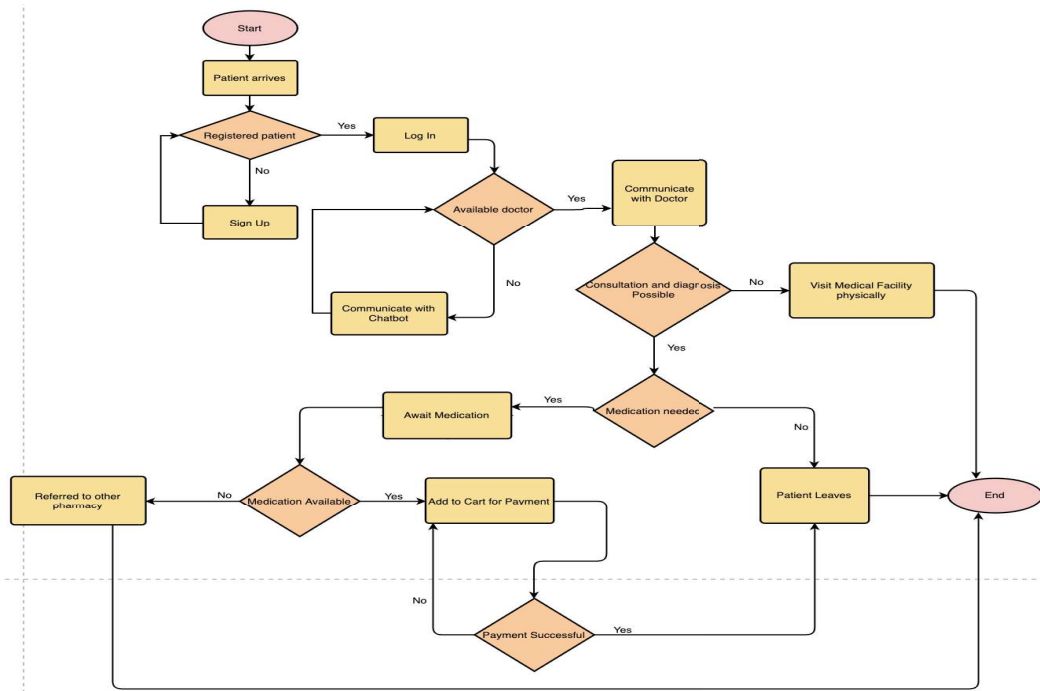 Start
Patient arrives
Registered patient
Yes
Log In
No
Sign Up
Available doctor
Yes
Communicate
with Doctor
No
Communicate with
Chatbot
Consultation and diagnosis
Possible
No
Visit Medical Facility
physically
Yes
Medication needed
Yes
Await Medication
No
Medication Available
No
Referred to other
pharmacy
Yes
Add to Cart for Payment
Patient Leaves
End
No
Payment Successful
Yes